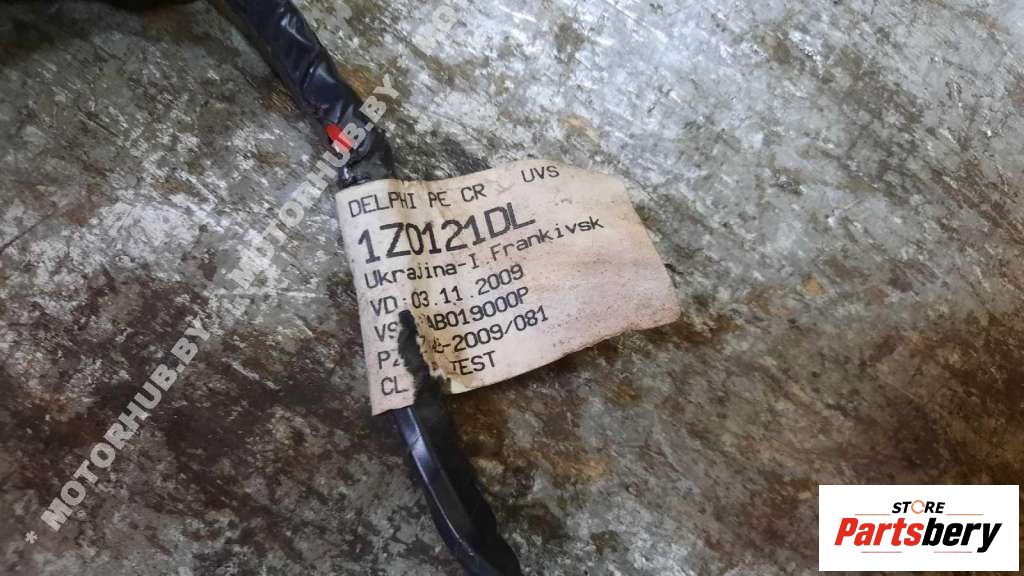 DELPHI PE CR UVS
1Z0121DL
Ukrajina-I.Frankivsk
VD 03.11.2009
AB019000P
-2009/081
CL TEST
* MOTORHUB.BY
MOTORHUB.BY
MOTORHUB.BY
STORE
Partsbery